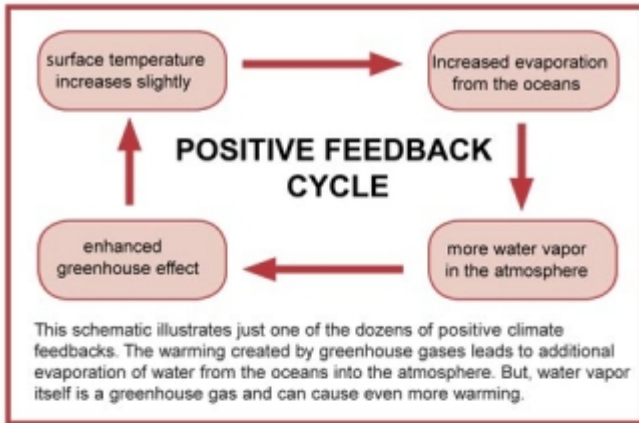 surface temperature
increases slightly
Increased evaporation
from the oceans
POSITIVE FEEDBACK
CYCLE
enhanced
greenhouse effect
more water vapor
in the atmosphere
This schematic illustrates just one of the dozens of positive climate
feedbacks. The warming created by greenhouse gases leads to additional
evaporation of water from the oceans into the atmosphere. But, water vapor
itself is a greenhouse gas and can cause even more warming.